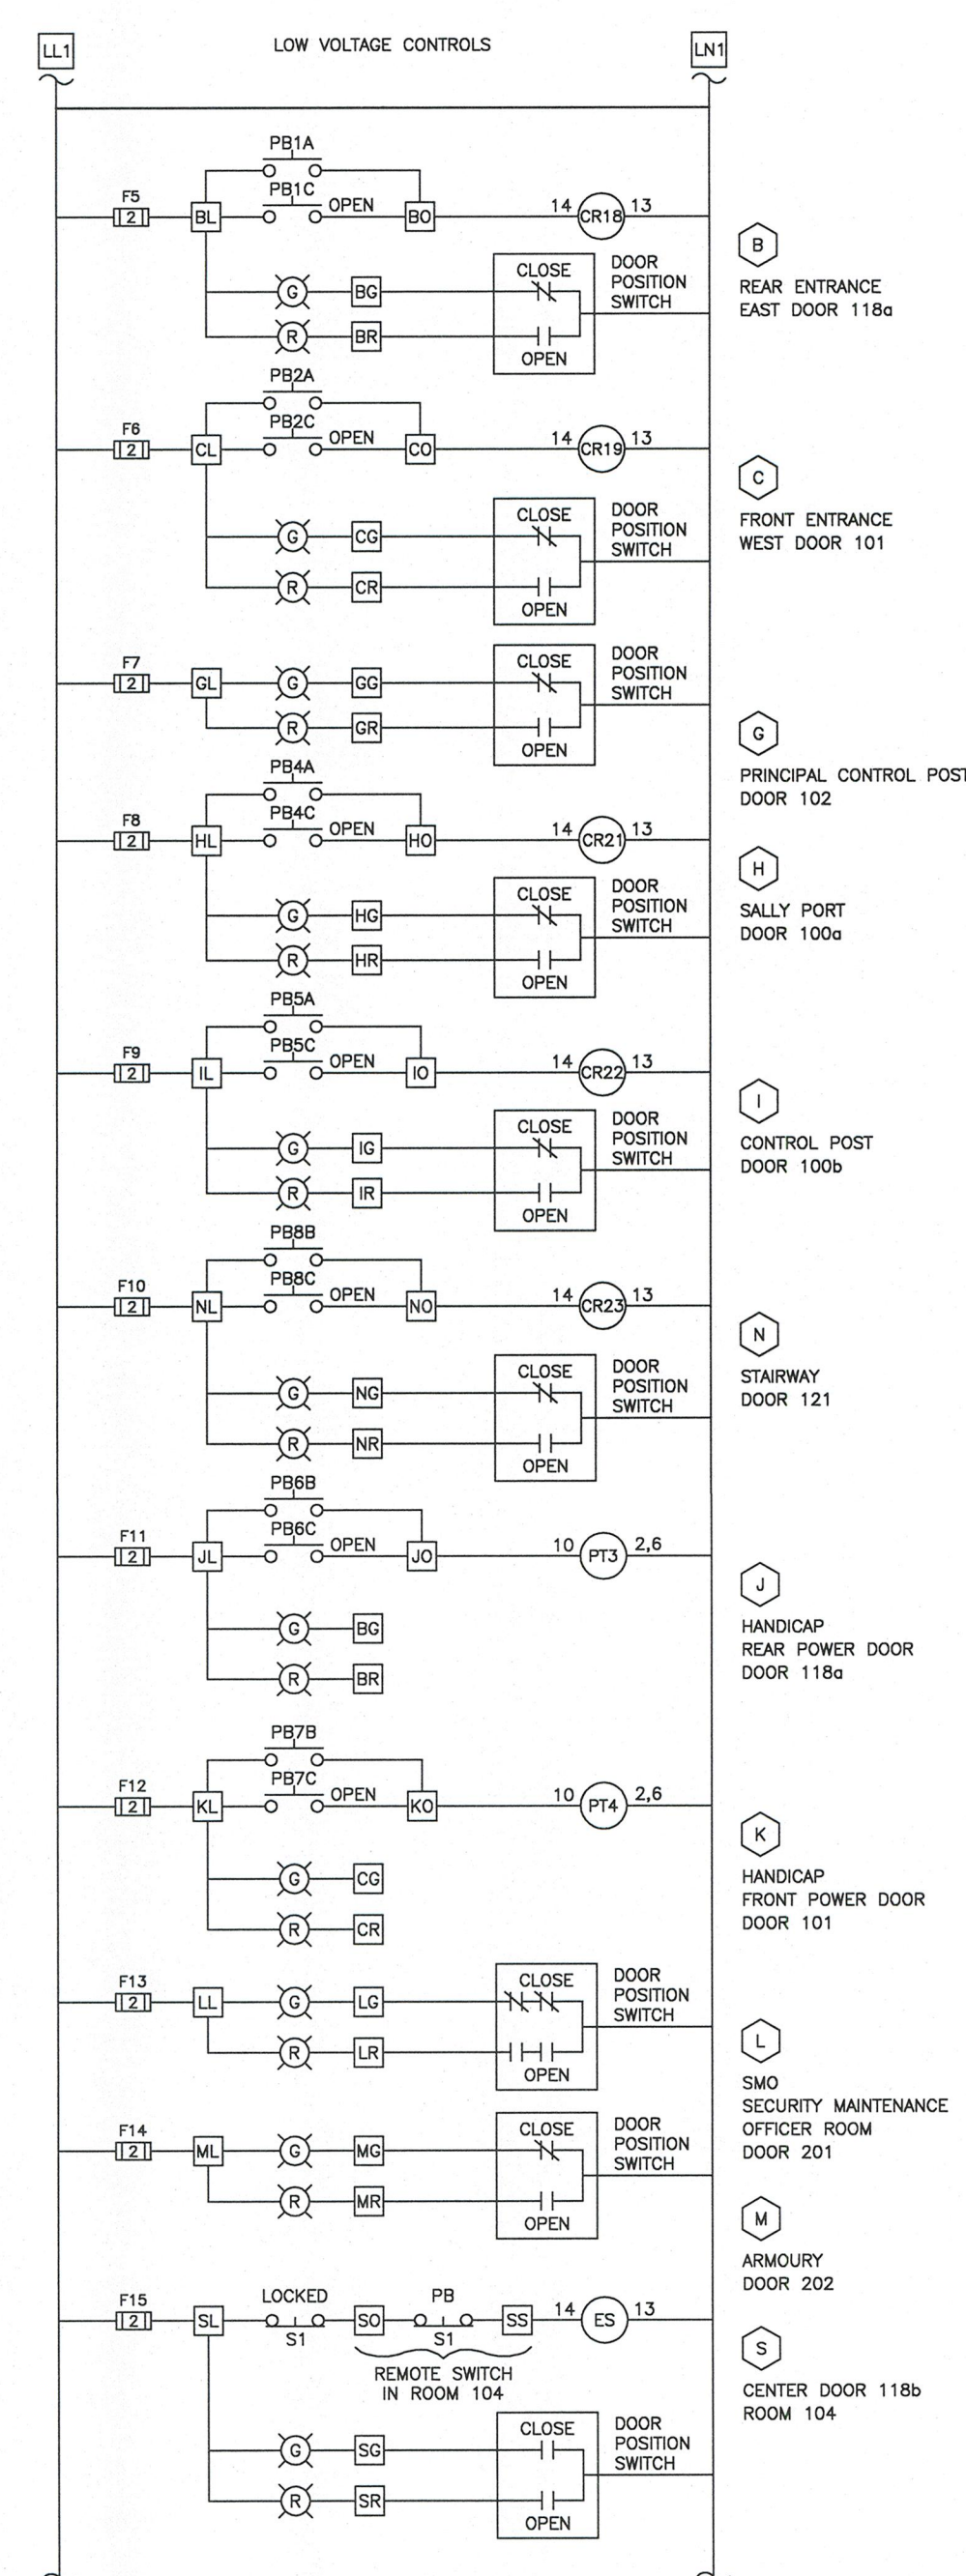 LL1
LOW VOLTAGE CONTROLS
LN1
PB1A
F5
2
BL
PB1C
OPEN
BO
14
CR18
13
B
REAR ENTRANCE
EAST DOOR 118a
G
BG
CLOSE
DOOR
POSITION
SWITCH
R
BR
OPEN
PB2A
F6
2
CL
PB2C
OPEN
CO
14
CR19
13
C
FRONT ENTRANCE
WEST DOOR 101
G
CG
CLOSE
DOOR
POSITION
SWITCH
R
CR
OPEN
F7
2
GL
G
GG
CLOSE
DOOR
POSITION
SWITCH
R
GR
OPEN
G
PRINCIPAL CONTROL POST
DOOR 102
PB4A
F8
2
HL
PB4C
OPEN
HO
14
CR21
13
H
SALLY PORT
DOOR 100a
G
HG
CLOSE
DOOR
POSITION
SWITCH
R
HR
OPEN
PB5A
F9
2
IL
PB5C
OPEN
IO
14
CR22
13
I
CONTROL POST
DOOR 100b
G
IG
CLOSE
DOOR
POSITION
SWITCH
R
IR
OPEN
PB8B
F10
2
NL
PB8C
OPEN
NO
14
CR23
13
N
STAIRWAY
DOOR 121
G
NG
CLOSE
DOOR
POSITION
SWITCH
R
NR
OPEN
PB6B
F11
2
JL
PB6C
OPEN
JO
10
PT3
2,6
J
HANDICAP
REAR POWER DOOR
DOOR 118a
G
BG
R
BR
PB7B
F12
2
KL
PB7C
OPEN
KO
10
PT4
2,6
K
HANDICAP
FRONT POWER DOOR
DOOR 101
G
CG
R
CR
F13
2
LL
G
LG
CLOSE
DOOR
POSITION
SWITCH
R
LR
OPEN
L
SMO
SECURITY MAINTENANCE
OFFICER ROOM
DOOR 201
F14
2
ML
G
MG
CLOSE
DOOR
POSITION
SWITCH
R
MR
OPEN
M
ARMOURY
DOOR 202
F15
2
SL
LOCKED
S1
SO
PB
S1
SS
14
ES
13
REMOTE SWITCH
IN ROOM 104
S
CENTER DOOR 118b
ROOM 104
G
SG
CLOSE
DOOR
POSITION
SWITCH
R
SR
OPEN